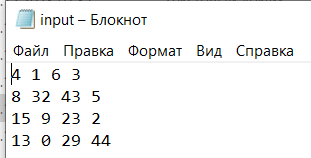 input – Блокнот
Файл Правка Формат Вид Справка
4 1 6 3
8 32 43 5
15 9 23 2
13 0 29 44